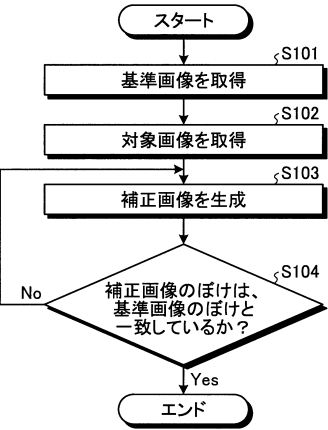 スタート
S101
基準画像を取得
S102
対象画像を取得
S103
補正画像を生成
S104
補正画像のぼけは、
基準画像のぼけと
一致しているか?
No
Yes
エンド